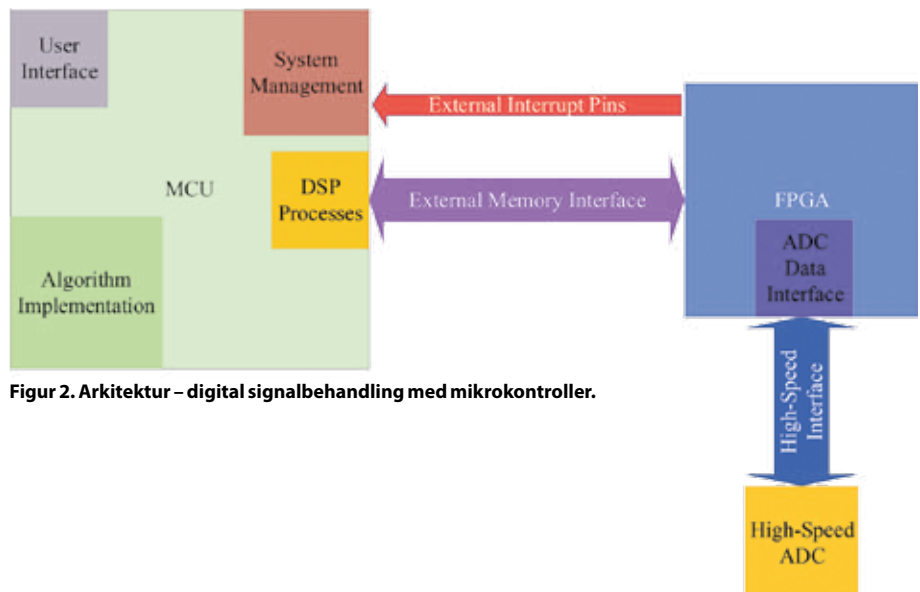 User
Interface
System
Management
External Interrupt Pins
MCU
DSP
Processes
External Memory Interface
FPGA
ADC
Data
Interface
Algorithm
Implementation
High-Speed
Interface
Figur 2. Arkitektur – digital signalbehandling med mikrokontroller.
High-Speed
ADC